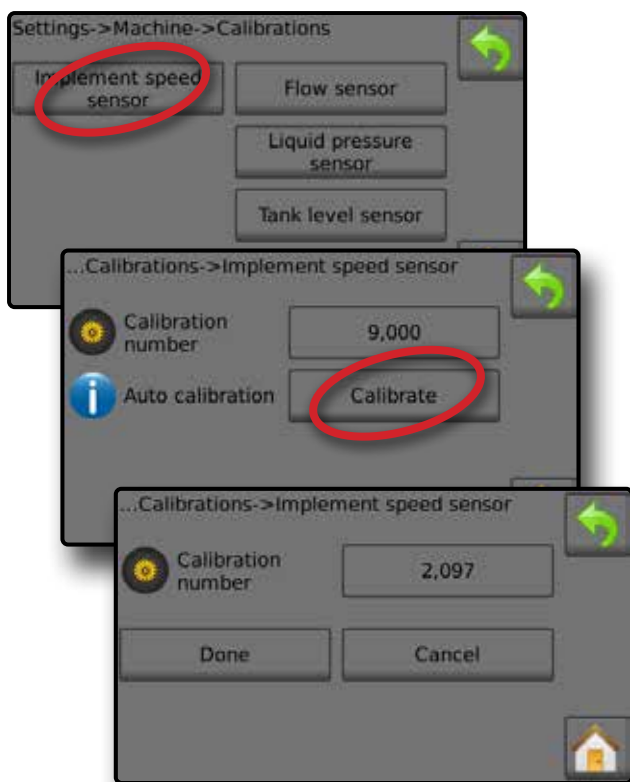 Settings->Machine->Calibrations
Implement speed
sensor
Flow sensor
Liquid pressure
sensor
Tank level sensor
...Calibrations->Implement speed sensor
Calibration
number
9,000
Auto calibration
Calibrate
...Calibrations->Implement speed sensor
Calibration
number
2,097
Done
Cancel